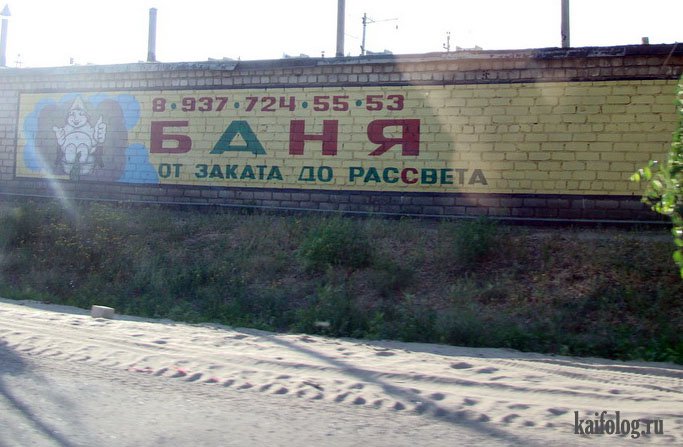 8·937·724·55·53
БАНЯ
ОТ ЗАКАТА ДО РАССВЕТА
kaifolog.ru